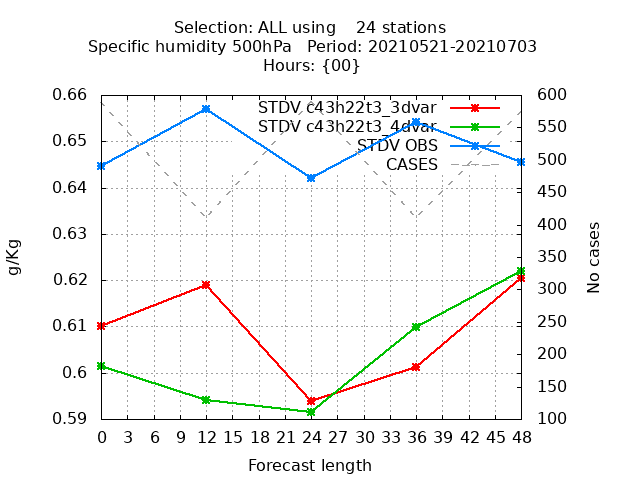 Selection: ALL using    24 stations
Specific humidity 500hPa   Period: 20210521-20210703
Hours: {00}
STDV c43h22t3_3dvar
STDV c43h22t3_4dvar
STDV OBS
CASES
0.66
0.65
0.64
0.63
0.62
0.61
0.6
0.59
g/Kg
600
550
500
450
400
350
300
250
200
150
100
No cases
0 3 6 9 12 15 18 21 24 27 30 33 36 39 42 45 48
Forecast length